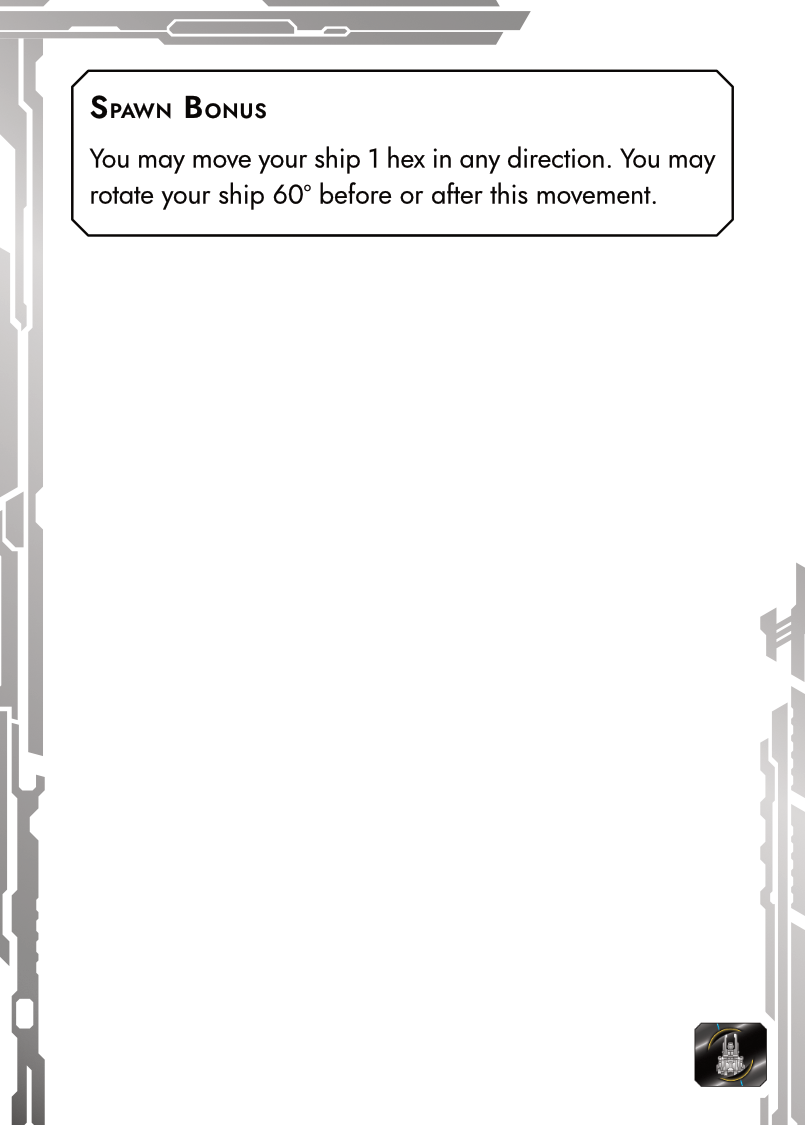 Spawn Bonus
You may move your ship 1 hex in any direction. You may
rotate your ship 60° before or after this movement.